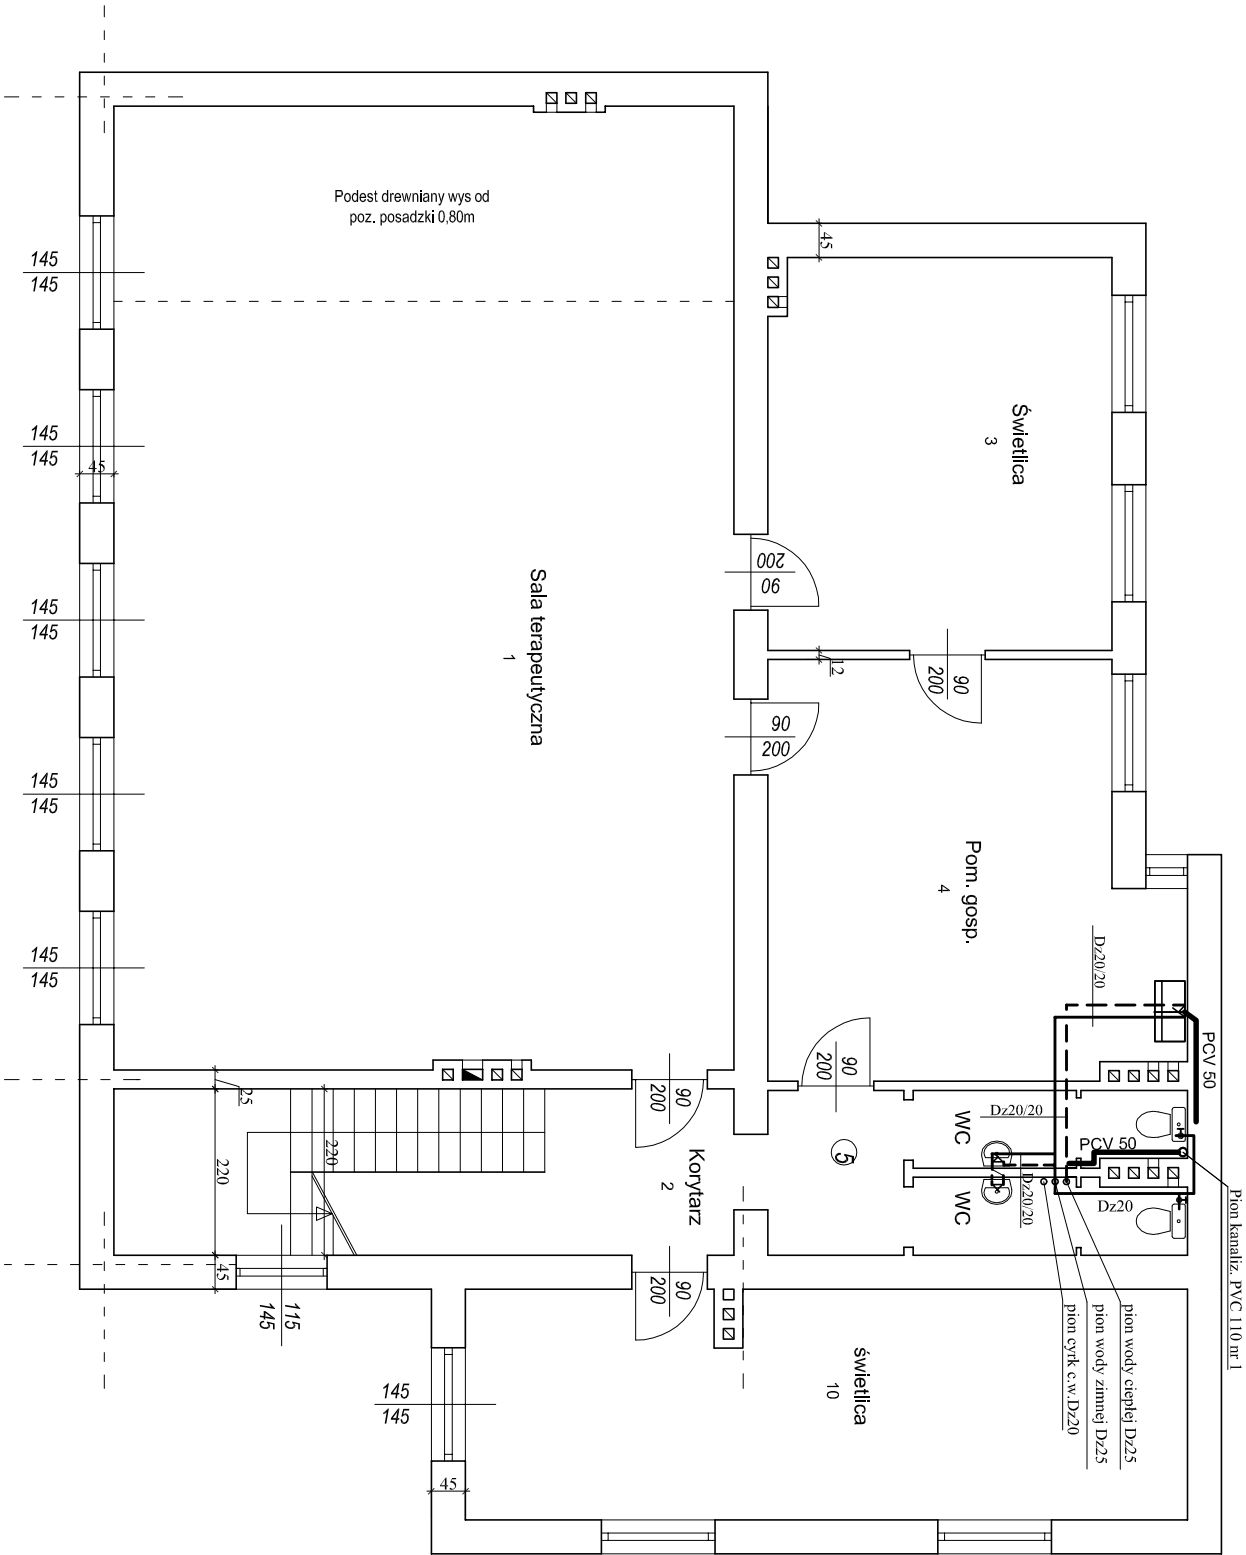 Podest drewniany wys od
poz. posadzki 0,80m
45
145
145
Świetlica
3
145
145
45
200
90
Sala terapeutyczna
1
145
145
12
90
200
90
200
145
145
Pom. gosp.
4
Dz20/20
145
145
PCV 50
90
200
25
90
200
220
220
Korytarz
2
5
WC
Dz20/20
PCV 50
WC
Dz20/20
Dz20
Pion kanaliz. PVC 110 nr 1
45
115
145
90
200
pion wody ciepłej Dz25
pion wody zimnej Dz25
pion cyrk c.w.Dz20
świetlica
10
145
145
45